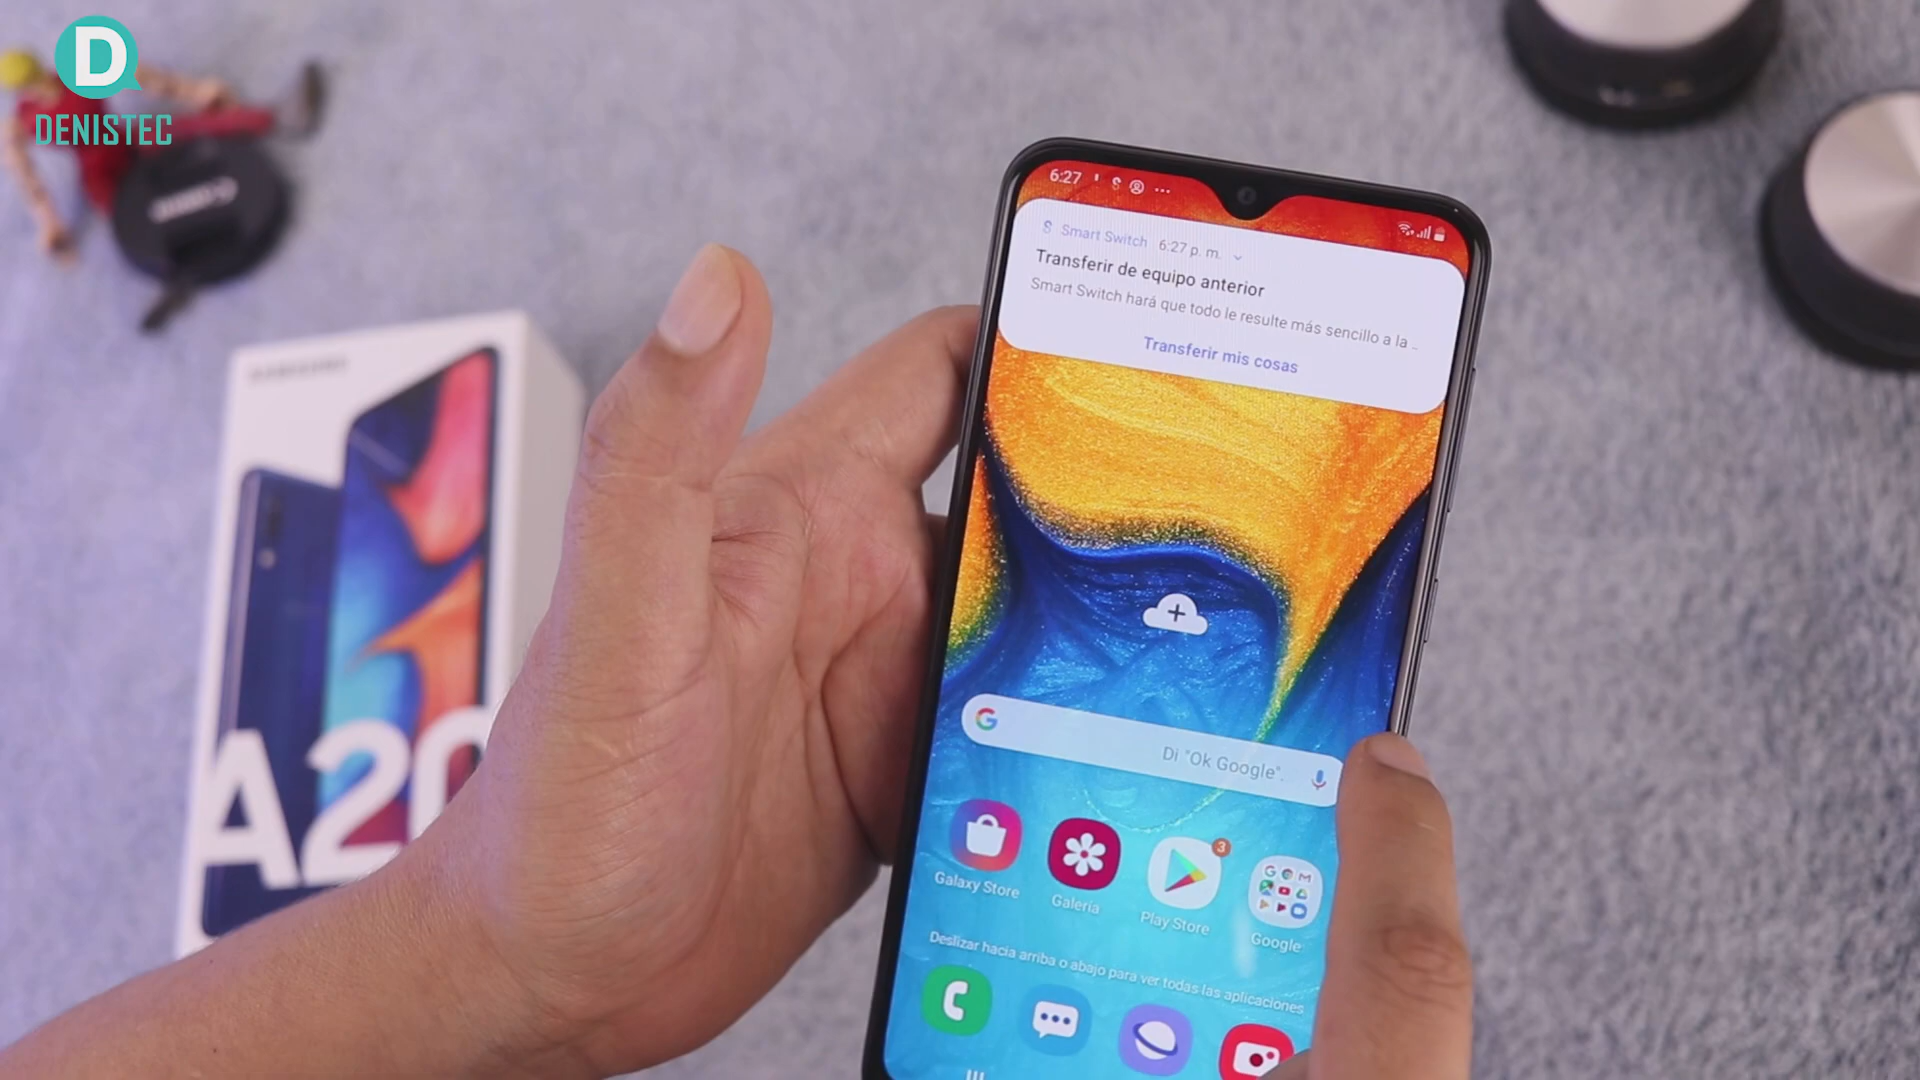 D
DENISTEC
SAMSUNG
A20
6:27
Smart Switch 6:27 p. m.
Transferir de equipo anterior
Smart Switch hará que todo le resulte más sencillo a la ..
Transferir mis cosas
G
Di "Ok Google".
3
Galaxy Store
Galería
Play Store
Google
Deslizar hacia arriba o abajo para ver todas las aplicaciones